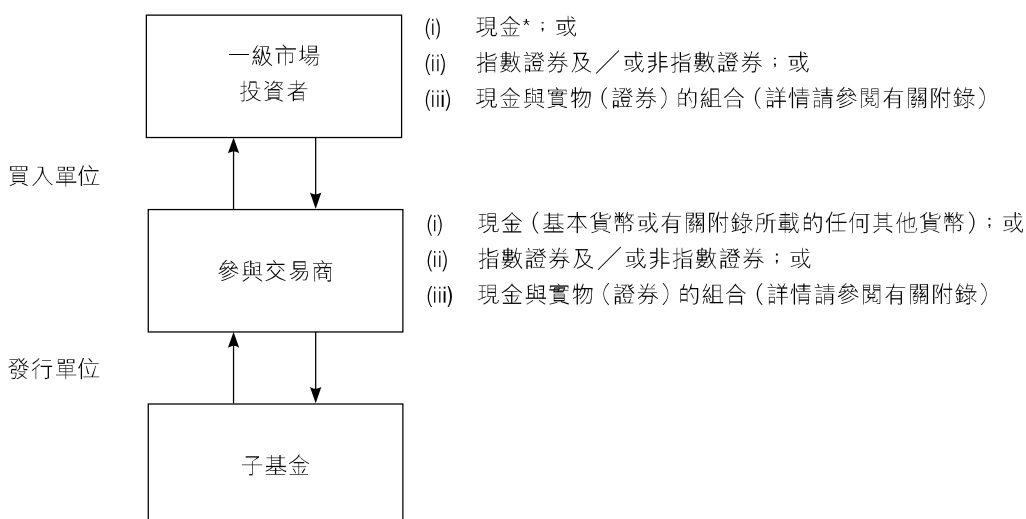 一級市場
投資者
(i) 現金*；或
(ii) 指數證券及／或非指數證券；或
(iii) 現金與實物（證券）的組合（詳情請參閱有關附錄）
買入單位
參與交易商
(i) 現金（基本貨幣或有關附錄所載的任何其他貨幣）；或
(ii) 指數證券及／或非指數證券；或
(iii) 現金與實物（證券）的組合（詳情請參閱有關附錄）
發行單位
子基金